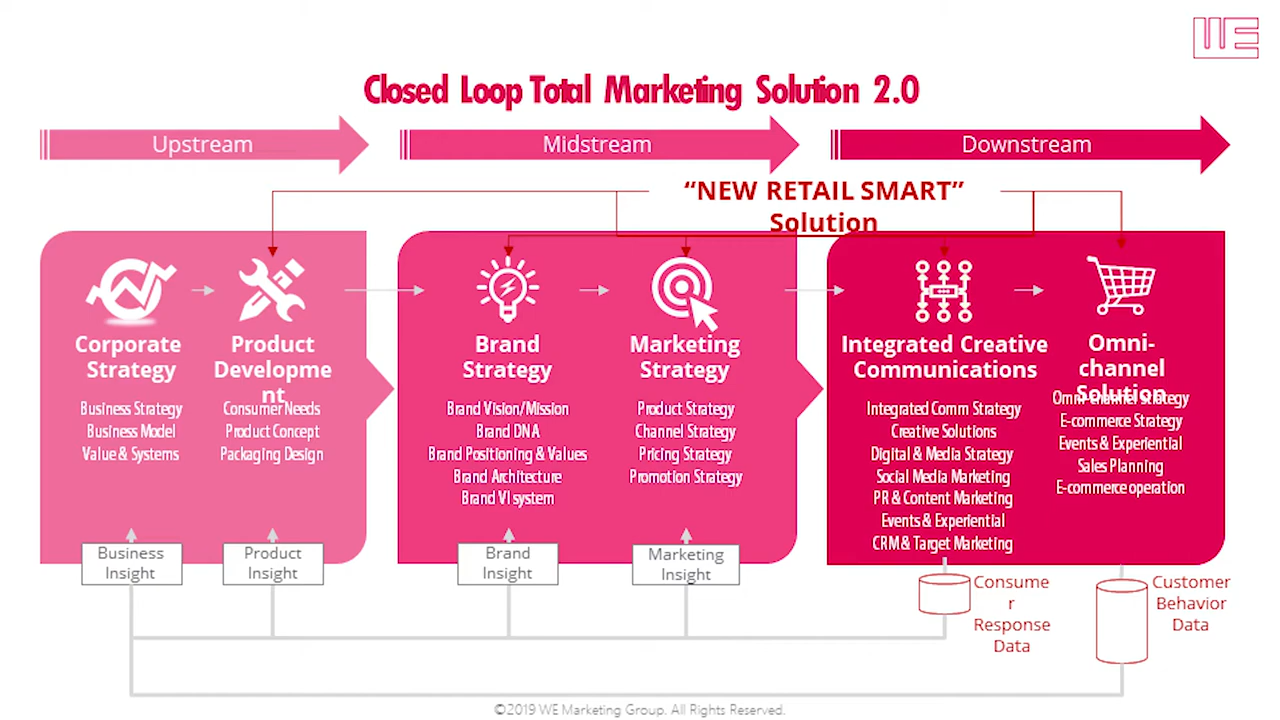 WE
Closed Loop Total Marketing Solution 2.0
Upstream
Midstream
Downstream
“NEW RETAIL SMART”
Solution
Corporate
Strategy
Business Strategy
Business Model
Value & Systems
Product
Developme
nt
Consumer Needs
Product Concept
Packaging Design
Brand
Strategy
Brand Vision/Mission
Brand DNA
Brand Positioning & Values
Brand Architecture
Brand VI system
Marketing
Strategy
Product Strategy
Channel Strategy
Pricing Strategy
Promotion Strategy
Integrated Creative
Communications
Integrated Comm Strategy
Creative Solutions
Digital & Media Strategy
Social Media Marketing
PR & Content Marketing
Events & Experiential
CRM & Target Marketing
Omni-
channel
Solution
Omni-channel Strategy
E-commerce Strategy
Events & Experiential
Sales Planning
E-commerce operation
Business
Insight
Product
Insight
Brand
Insight
Marketing
Insight
Consume
r
Response
Data
Customer
Behavior
Data
©2019 WE Marketing Group. All Rights Reserved.